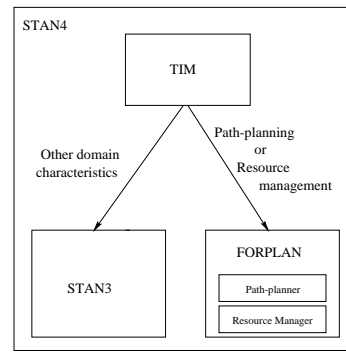 STAN4
TIM
Other domain
characteristics
Path-planning
or
Resource
management
STAN3
FORPLAN
Path-planner
Resource Manager